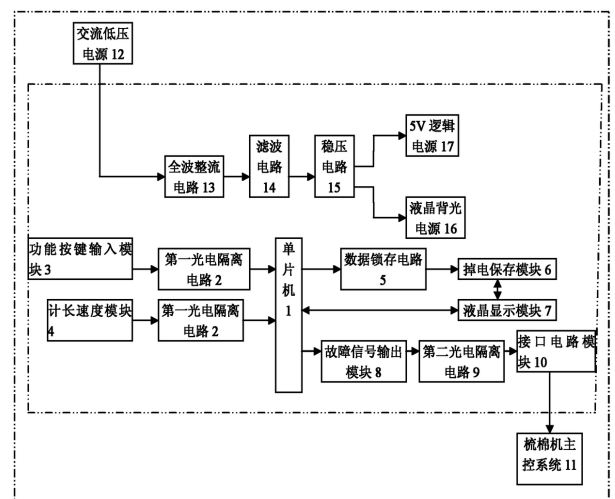 交流低压
电源 12
全波整流
电路 13
滤波
电路
14
稳压
电路
15
5V 逻辑
电源 17
液晶背光
电源 16
功能按键输入模
块 3
第一光电隔离
电路 2
单
片
机
1
数据锁存电路
5
掉电保存模块 6
计长速度模块
4
第一光电隔离
电路 2
液晶显示模块 7
故障信号输出
模块 8
第二光电隔离
电路 9
接口电路模
块 10
梳棉机主
控系统 11